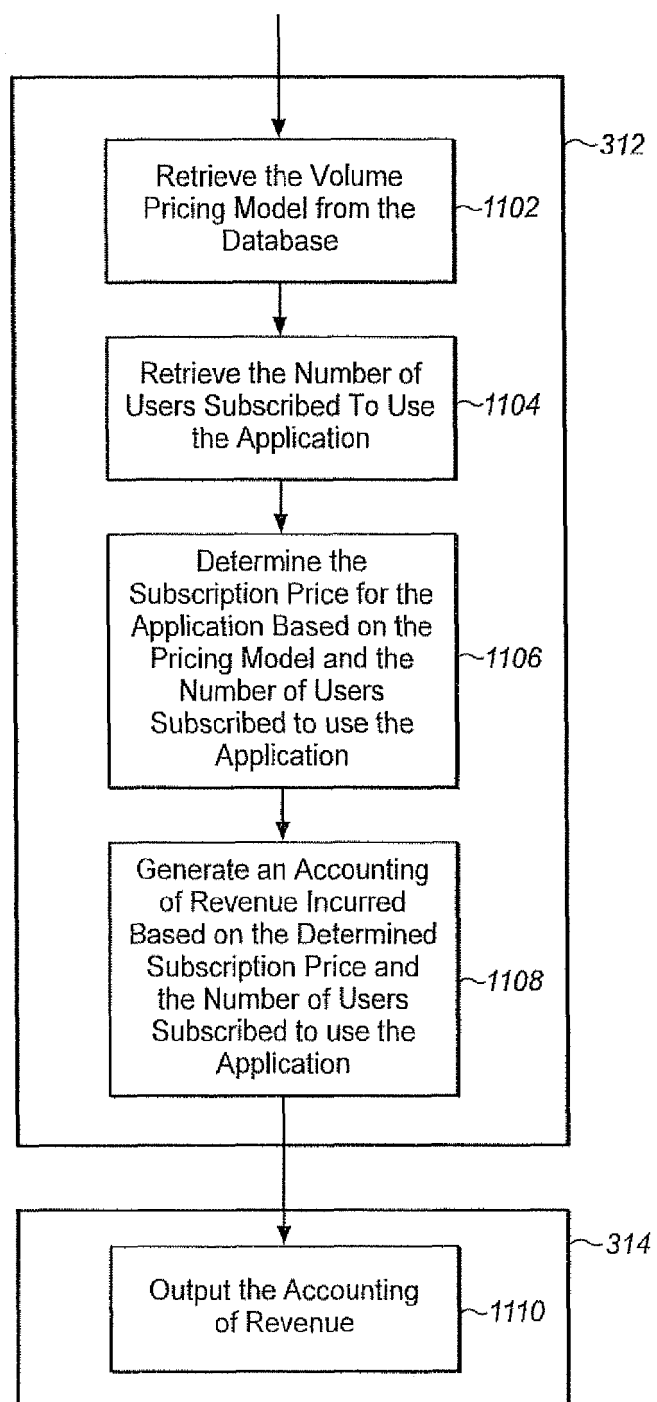 312
Retrieve the Volume
Pricing Model from the
Database
1102
Retrieve the Number of
Users Subscribed To Use
the Application
1104
Determine the
Subscription Price for the
Application Based on the
Pricing Model and the
Number of Users
Subscribed to use the
Application
1106
Generate an Accounting
of Revenue Incurred
Based on the Determined
Subscription Price and
the Number of Users
Subscribed to use the
Application
1108
314
Output the Accounting
of Revenue
1110